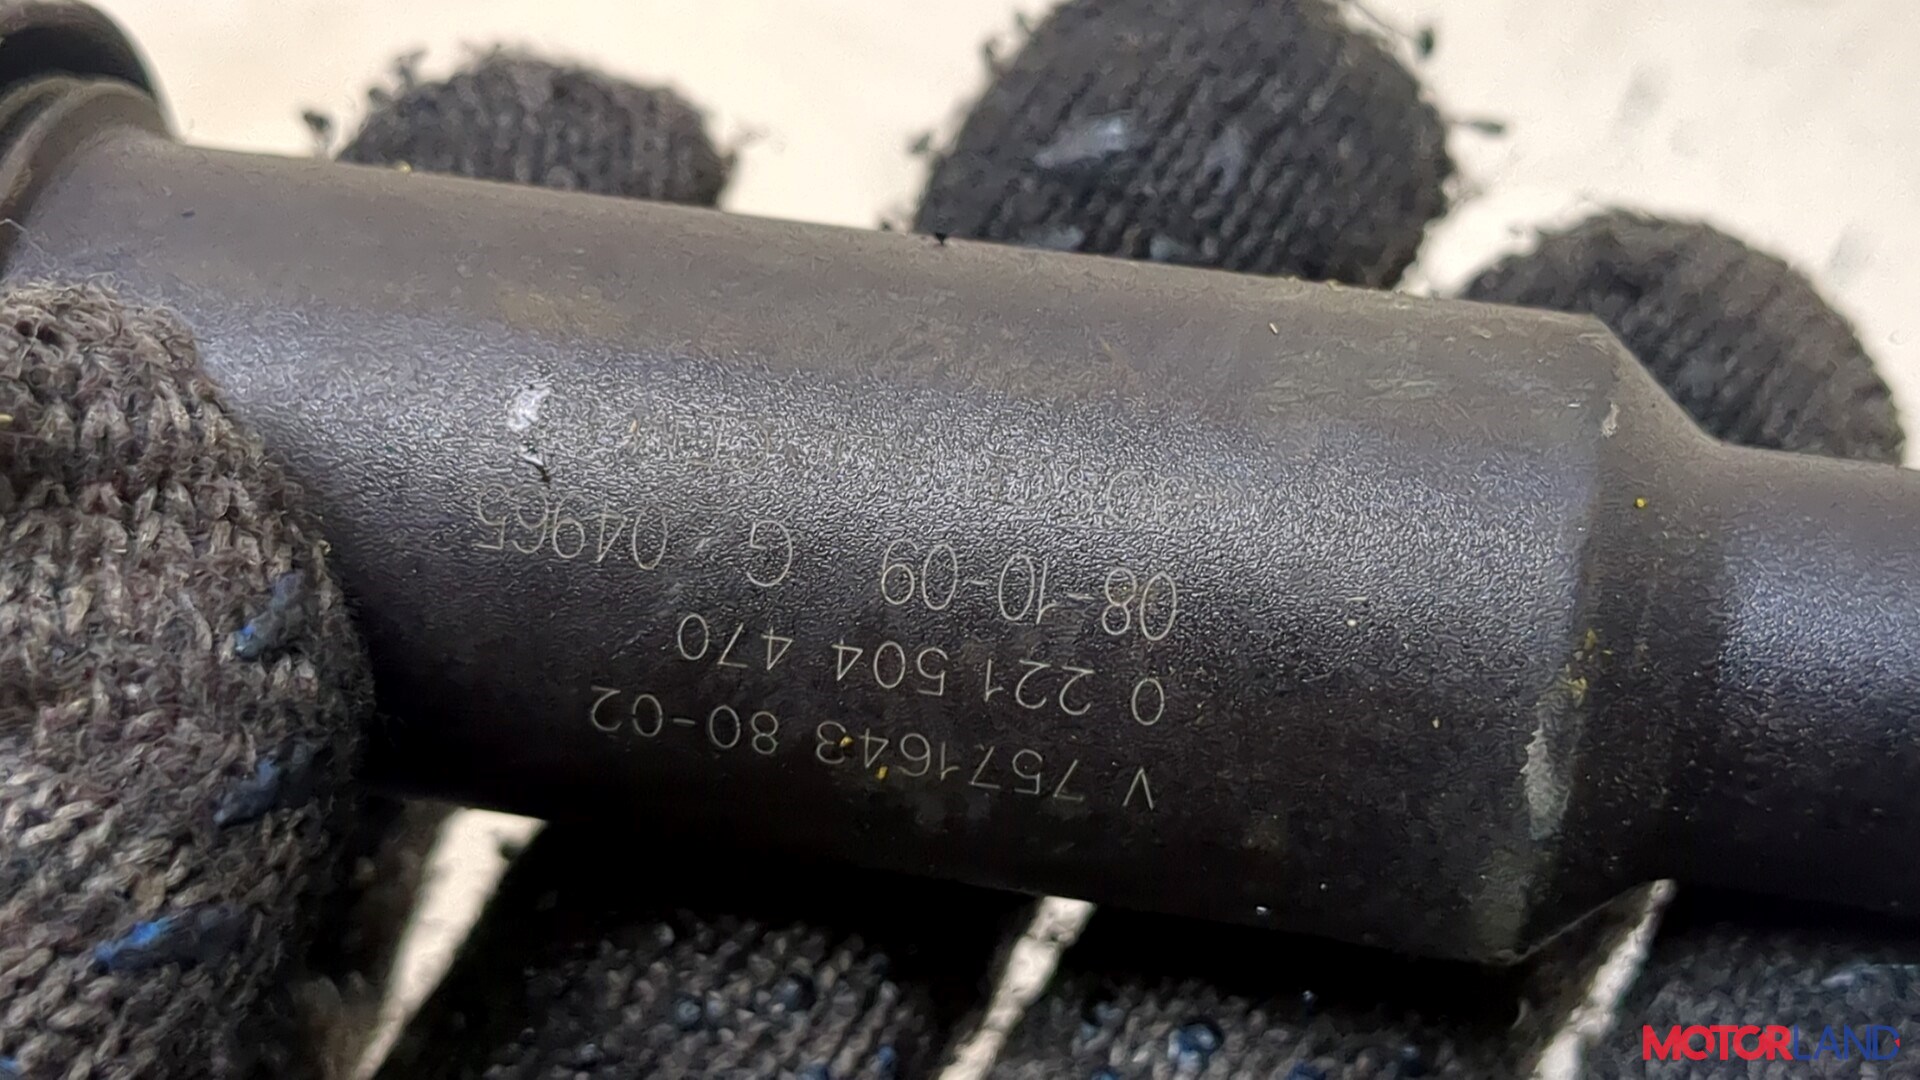 V 7571643 80-02
0 221 504 470
08-10-09 G 04965
MOTORLAND